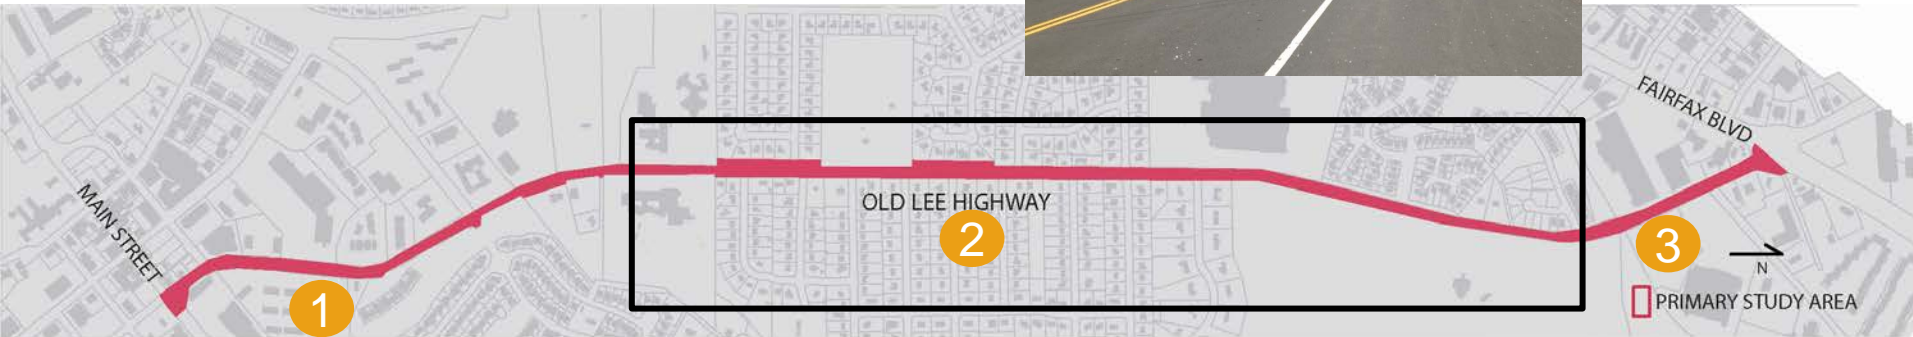 MAIN STREET
1
OLD LEE HIGHWAY
2
FAIRFAX BLVD
3
N
PRIMARY STUDY AREA